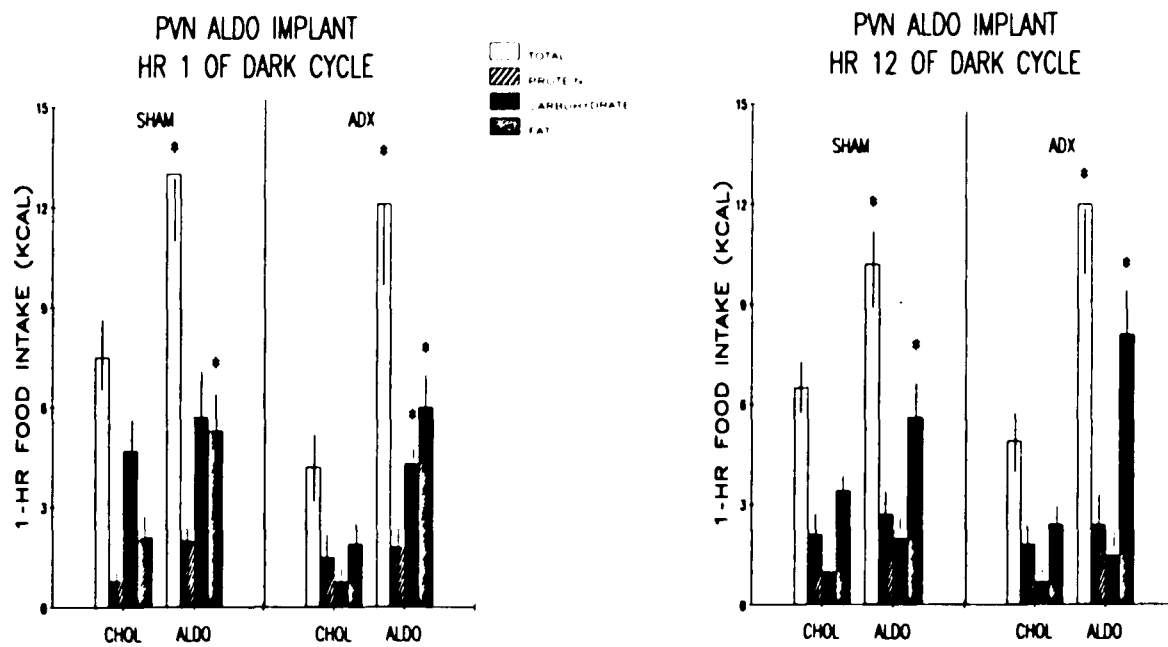 PVN ALDO IMPLANT
HR 1 OF DARK CYCLE
TOTAL
PROTEIN
CARBOHYDRATE
FAT
PVN ALDO IMPLANT
HR 12 OF DARK CYCLE
1-HR FOOD INTAKE (KCAL)
15
12
9
6
3
0
SHAM
ADX
*
*
*
*
*
CHOL
ALDO
CHOL
ALDO
1-HR FOOD INTAKE (KCAL)
15
12
9
6
3
0
SHAM
ADX
*
*
*
*
CHOL
ALDO
CHOL
ALDO